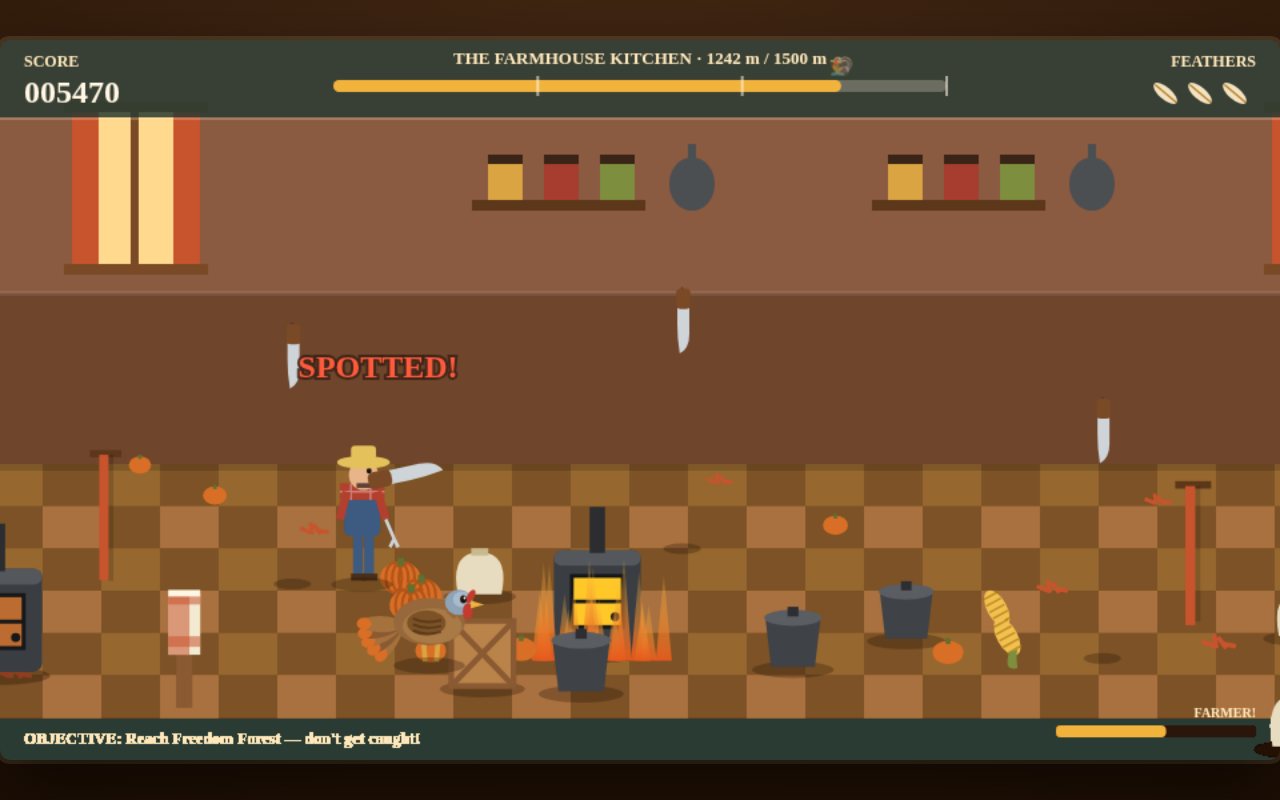 SCORE
005470
THE FARMHOUSE KITCHEN · 1242 m / 1500 m
FEATHERS
SPOTTED!
FARMER!
OBJECTIVE: Reach Freedom Forest — don't get caught!